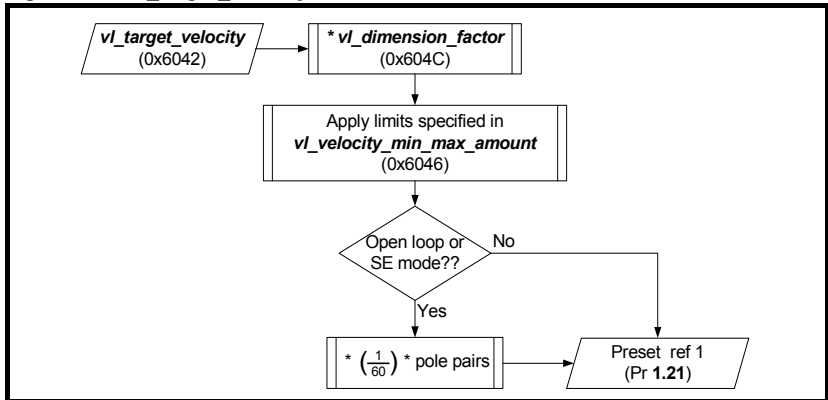 vl_target_velocity
(0x6042)
* vl_dimension_factor
(0x604C)
Apply limits specified in
vl_velocity_min_max_amount
(0x6046)
Open loop or
SE mode??
No
Yes
* (1/60) * pole pairs
Preset ref 1
(Pr 1.21)